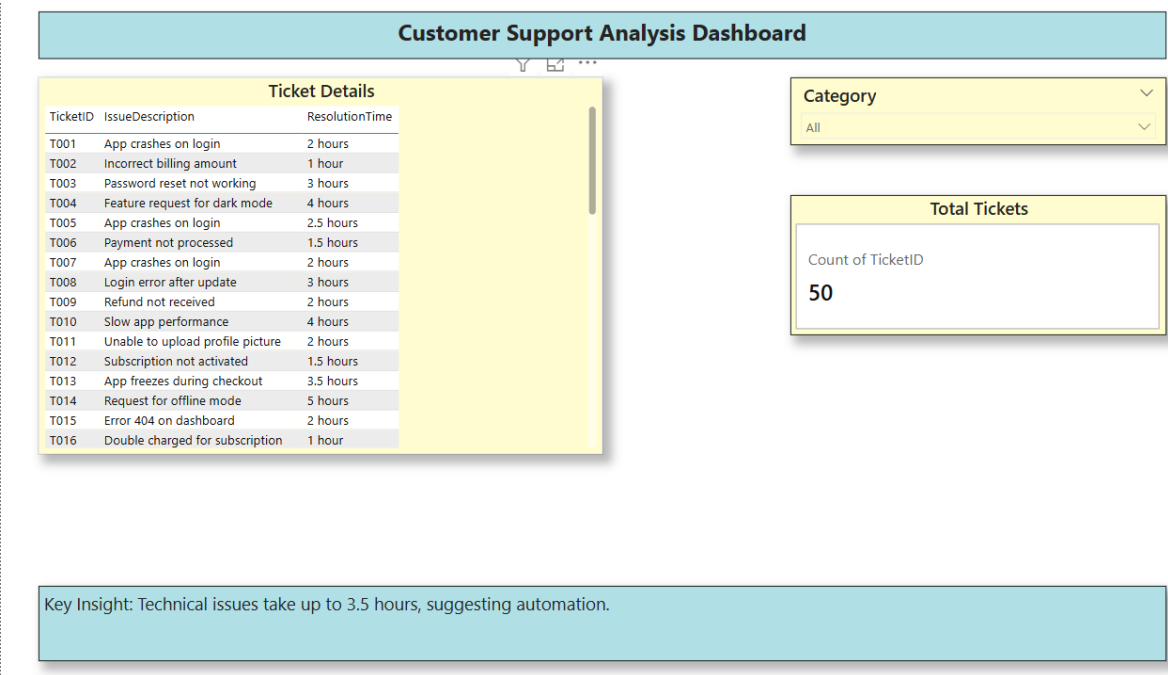 Customer Support Analysis Dashboard
Ticket Details
TicketID IssueDescription ResolutionTime
T001 App crashes on login 2 hours
T002 Incorrect billing amount 1 hour
T003 Password reset not working 3 hours
T004 Feature request for dark mode 4 hours
T005 App crashes on login 2.5 hours
T006 Payment not processed 1.5 hours
T007 App crashes on login 2 hours
T008 Login error after update 3 hours
T009 Refund not received 2 hours
T010 Slow app performance 4 hours
T011 Unable to upload profile picture 2 hours
T012 Subscription not activated 1.5 hours
T013 App freezes during checkout 3.5 hours
T014 Request for offline mode 5 hours
T015 Error 404 on dashboard 2 hours
T016 Double charged for subscription 1 hour
Category
All
Total Tickets
Count of TicketID
50
Key Insight: Technical issues take up to 3.5 hours, suggesting automation.